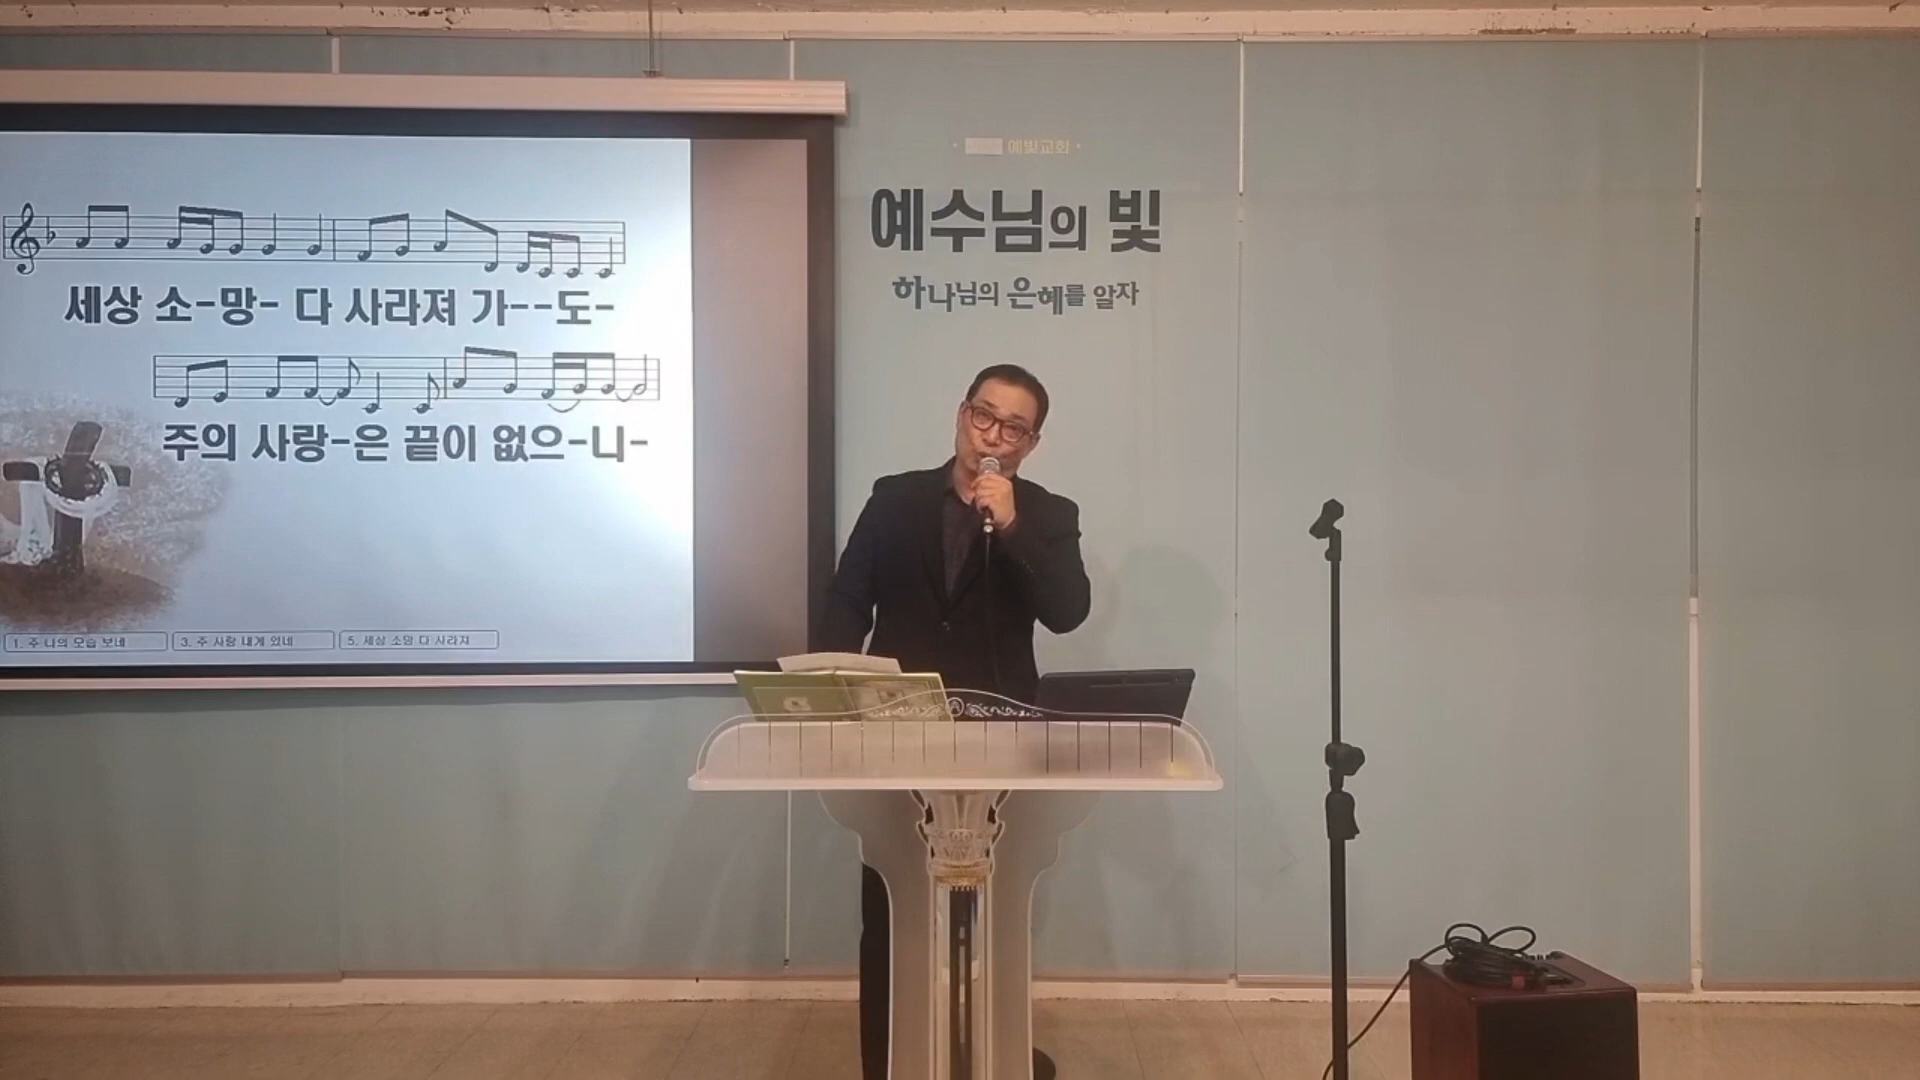 세상 소-망- 다 사라져 가--도-
주의 사랑-은 끝이 없으-니-
1. 주 나의 모습 보네
3. 주 사랑 내게 있네
5. 세상 소망 다 사라져
예빛교회
예수님의 빛
하나님의 은혜를 알자